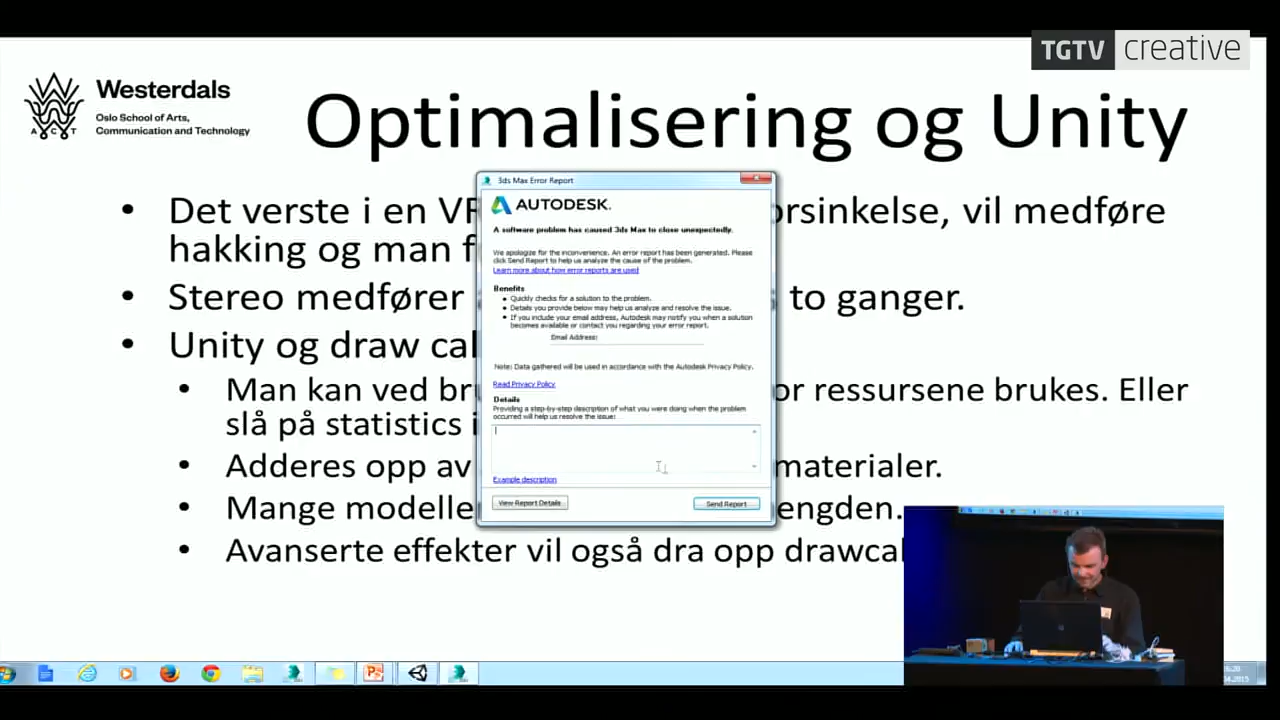 TGTV creative
Westerdals
Oslo School of Arts,
Communication and Technology
ACT
Optimalisering og Unity
• Det verste i en VR orsinkelse, vil medføre
hakking og man f
• Stereo medfører to ganger.
• Unity og draw cal
• Man kan ved br or ressursene brukes. Eller
slå på statistics i
• Adderes opp av materialer.
• Mange modelle engden.
• Avanserte effekter vil også dra opp drawcal
3ds Max Error Report
AUTODESK.
A software problem has caused 3ds Max to close unexpectedly.
We apologize for the inconvenience. An error report has been generated. Please
click Send Report to help us analyze the cause of the problem.
Learn more about how error reports are used
Benefits
• Quickly checks for a solution to the problem.
• Details you provide below may help us analyze and resolve the issue.
• If you include your email address, Autodesk may notify you when a solution
becomes available or contact you regarding your error report.
Email Address:
Note: Data gathered will be used in accordance with the Autodesk Privacy Policy.
Read Privacy Policy
Details
Providing a step-by-step description of what you were doing when the problem
occurred will help us resolve the issue:
Example description
View Report Details
Send Report